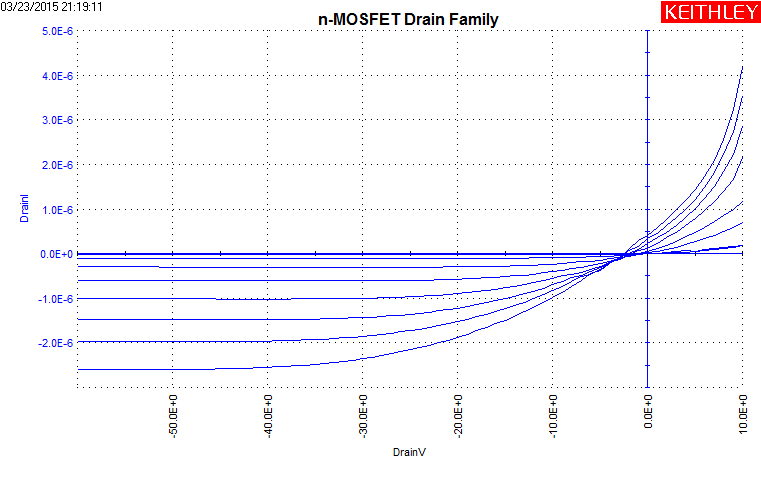 03/23/2015 21:19:11
n-MOSFET Drain Family
KEITHLEY
5.0E-6
4.0E-6
3.0E-6
2.0E-6
1.0E-6
0.0E+0
-1.0E-6
-2.0E-6
DrainI
-50.0E+0
-40.0E+0
-30.0E+0
-20.0E+0
-10.0E+0
0.0E+0
10.0E+0
DrainV